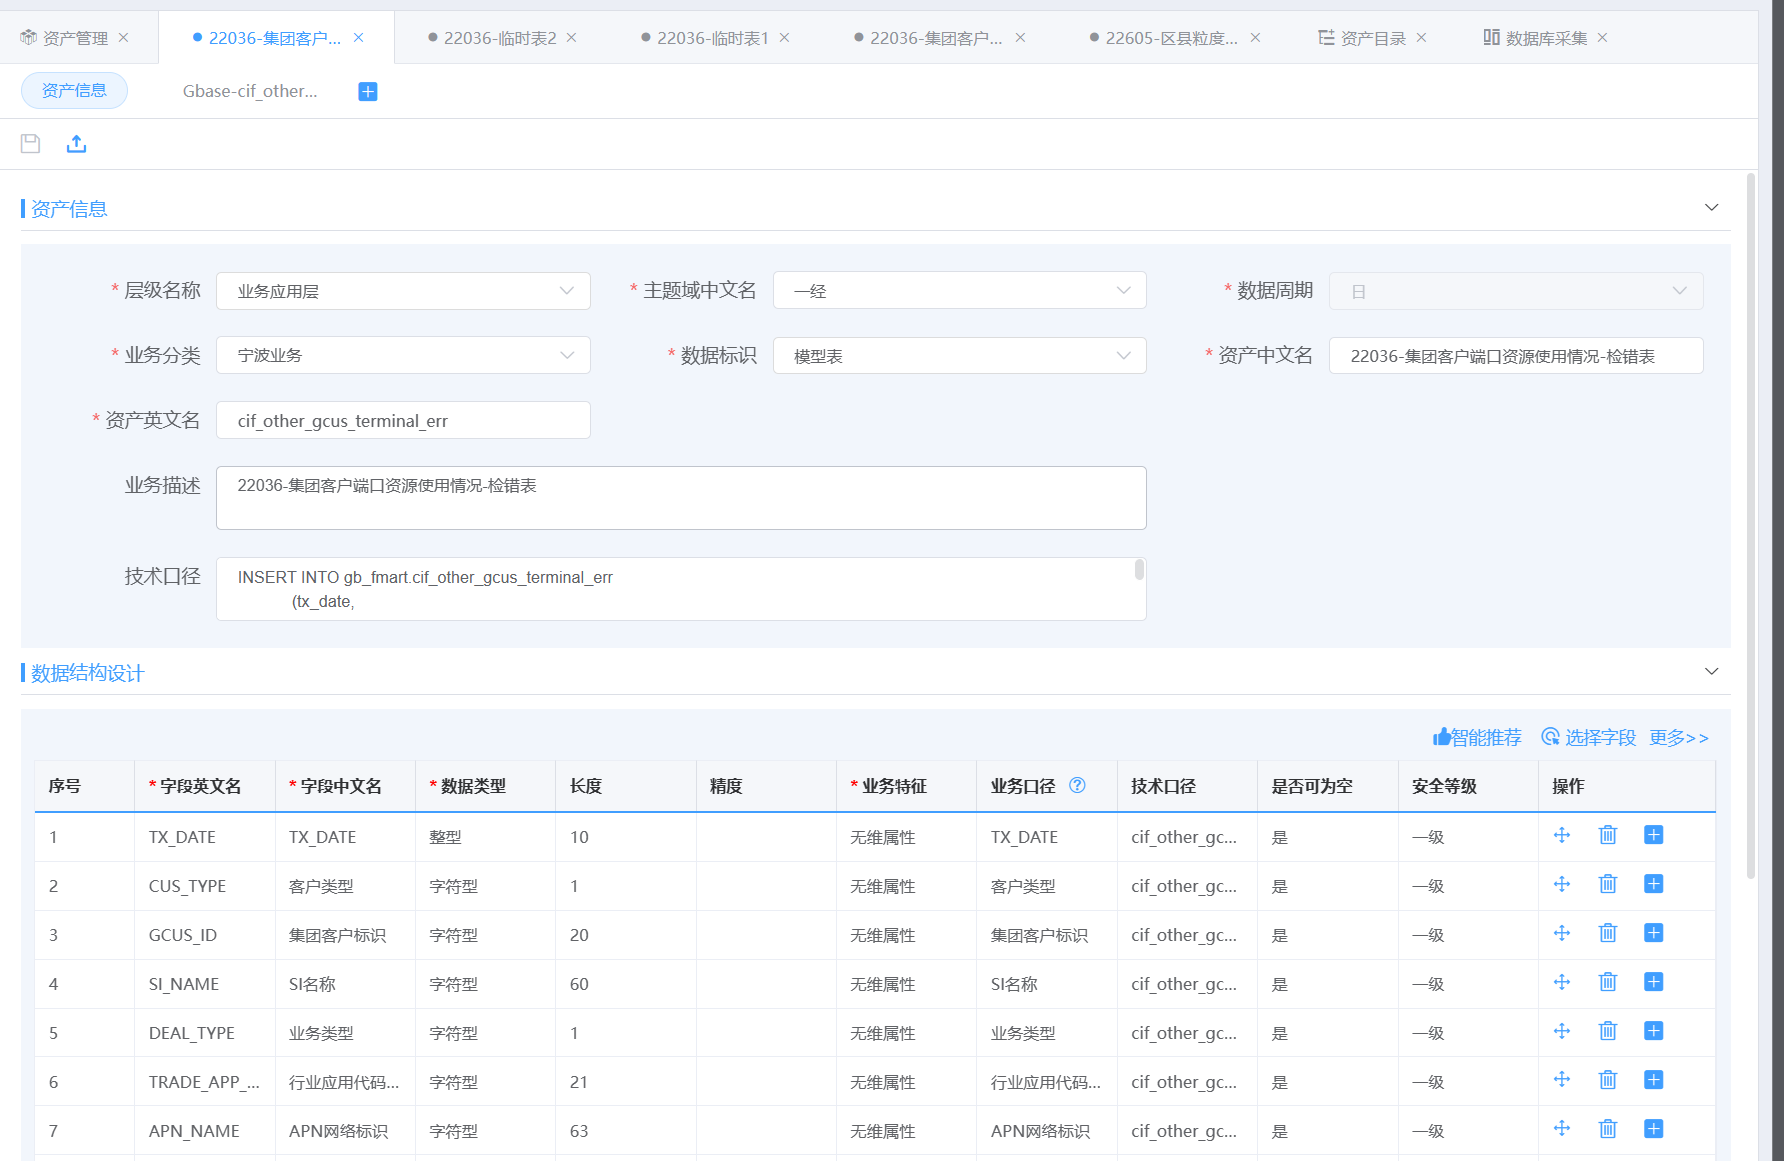 资产管理 22036-集团客户... 22036-临时表2 22036-临时表1 22036-集团客户... 22605-区县粒度... 资产目录 数据库采集
资产信息 Gbase-cif_other...
资产信息
* 层级名称 业务应用层 * 主题域中文名 一经 * 数据周期 日
* 业务分类 宁波业务 * 数据标识 模型表 * 资产中文名 22036-集团客户端口资源使用情况-检错表
* 资产英文名 cif_other_gcus_terminal_err
业务描述 22036-集团客户端口资源使用情况-检错表
技术口径 INSERT INTO gb_fmart.cif_other_gcus_terminal_err
(tx_date,
数据结构设计
智能推荐 选择字段 更多>>
序号 * 字段英文名 * 字段中文名 * 数据类型 长度 精度 * 业务特征 业务口径 技术口径 是否可为空 安全等级 操作
1 TX_DATE TX_DATE 整型 10 无维属性 TX_DATE cif_other_gc... 是 一级
2 CUS_TYPE 客户类型 字符型 1 无维属性 客户类型 cif_other_gc... 是 一级
3 GCUS_ID 集团客户标识 字符型 20 无维属性 集团客户标识 cif_other_gc... 是 一级
4 SI_NAME SI名称 字符型 60 无维属性 SI名称 cif_other_gc... 是 一级
5 DEAL_TYPE 业务类型 字符型 1 无维属性 业务类型 cif_other_gc... 是 一级
6 TRADE_APP_... 行业应用代码... 字符型 21 无维属性 行业应用代码... cif_other_gc... 是 一级
7 APN_NAME APN网络标识 字符型 63 无维属性 APN网络标识 cif_other_gc... 是 一级